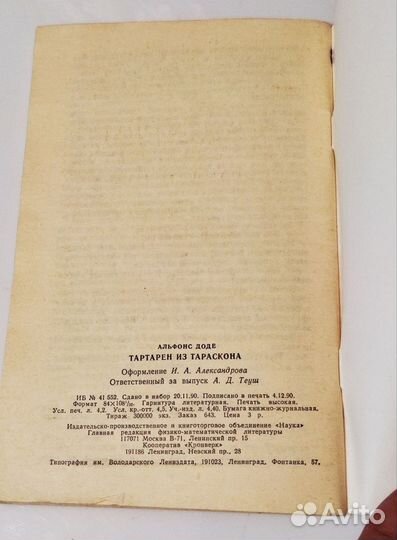 АЛЬФОНС ДОДЕ
ТАРТАРЕН ИЗ ТАРАСКОНА
Оформление И. А. Александрова
Ответственный за выпуск А. Д. Теуш
ИБ № 41 552. Сдано в набор 20.11.90. Подписано в печать 4.12.90.
Формат 84×108¹/₃₂. Гарнитура литературная. Печать высокая.
Усл. печ. л. 4,2. Усл. кр.-отт. 4,5. Уч.-изд. л. 4,40. Бумага книжно-журнальная.
Тираж 300000 экз. Заказ 643. Цена 3 р.
Издательско-производственное и книготорговое объединение «Наука»
Главная редакция физико-математической литературы
117071 Москва В-71, Ленинский пр. 15
Кооператив «Кронверк»
191186 Ленинград, Невский пр., 28
Типография им. Володарского Лениздата, 191023, Ленинград, Фонтанка, 57.
Avito